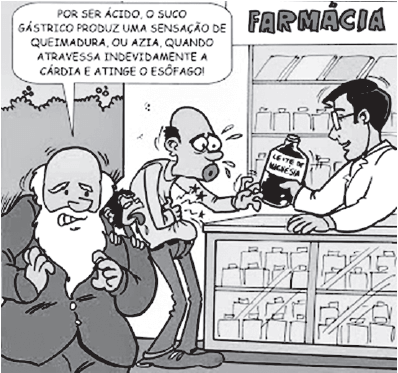 POR SER ÁCIDO, O SUCO
GÁSTRICO PRODUZ UMA SENSAÇÃO DE
QUEIMADURA, OU AZIA, QUANDO
ATRAVESSA INDEVIDAMENTE A
CÁRDIA E ATINGE O ESÔFAGO!
FARMÁCIA
LEITE DE
MAGNESIA